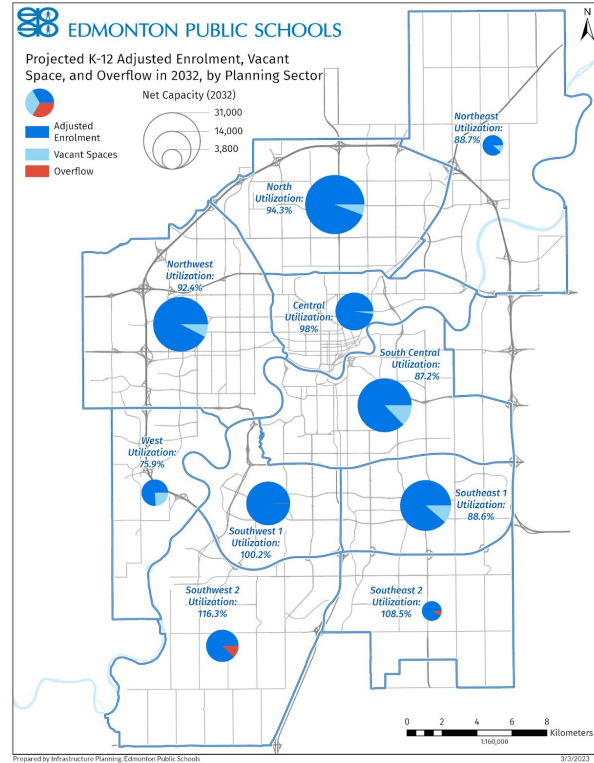 EDMONTON PUBLIC SCHOOLS
N
Projected K-12 Adjusted Enrolment, Vacant
Space, and Overflow in 2032, by Planning Sector
Net Capacity (2032)
31,000
14,000
3,800
Adjusted
Enrolment
Vacant Spaces
Overflow
Northeast
Utilization:
88.7%
North
Utilization:
94.3%
Northwest
Utilization:
92.4%
Central
Utilization:
98%
South Central
Utilization:
87.2%
West
Utilization:
75.9%
Southeast 1
Utilization:
88.6%
Southwest 1
Utilization:
100.2%
Southwest 2
Utilization:
116.3%
Southeast 2
Utilization:
108.5%
0 2 4 6 8
Kilometers
1:160,000
Prepared by Infrastructure Planning, Edmonton Public Schools
3/3/2023